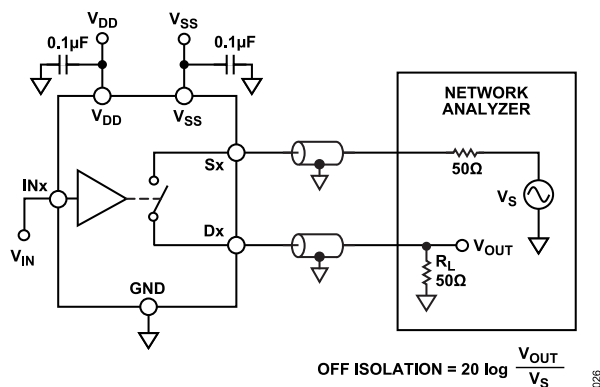 VDD
VSS
0.1µF
0.1µF
VDD
VSS
NETWORK
ANALYZER
Sx
50Ω
VS
INx
Dx
VOUT
RL
50Ω
VIN
GND
OFF ISOLATION = 20 log VOUT
VS
026